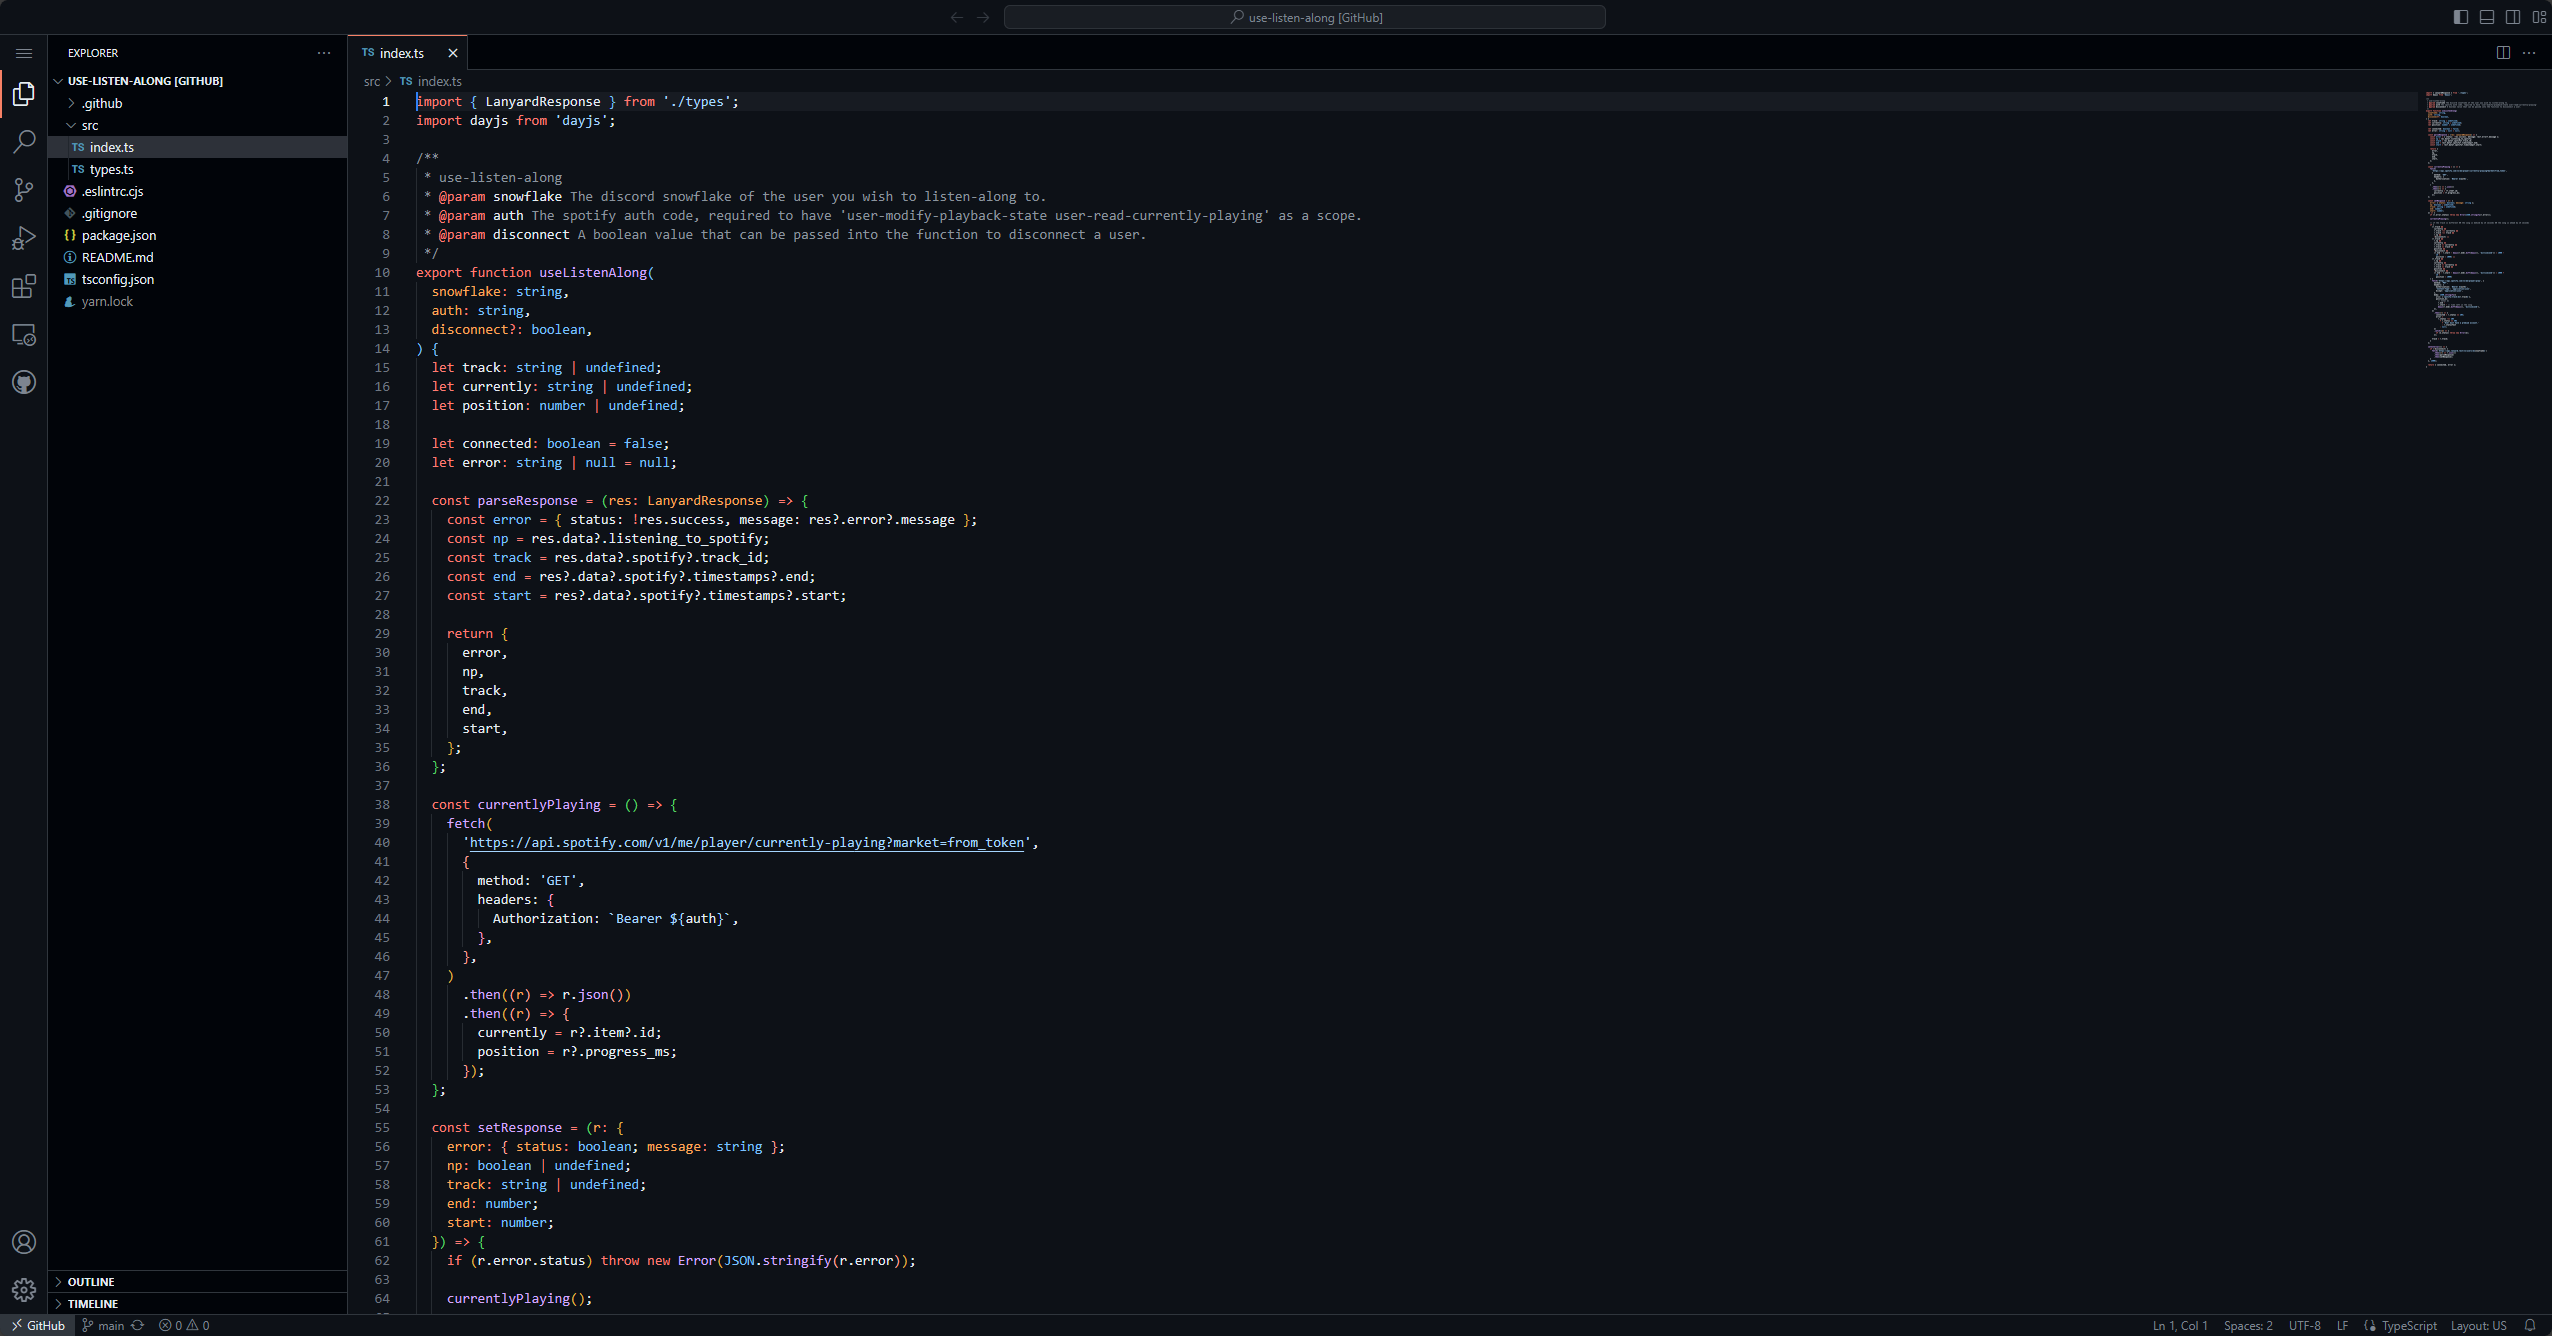 use-listen-along [GitHub]
EXPLORER
USE-LISTEN-ALONG [GITHUB]
.github
src
TS index.ts
TS types.ts
.eslintrc.cjs
.gitignore
{} package.json
README.md
TS tsconfig.json
yarn.lock
OUTLINE
TIMELINE
TS index.ts
src > TS index.ts
1 import { LanyardResponse } from './types';
2 import dayjs from 'dayjs';
3
4 /**
5  * use-listen-along
6  * @param snowflake The discord snowflake of the user you wish to listen-along to.
7  * @param auth The spotify auth code, required to have 'user-modify-playback-state user-read-currently-playing' as a scope.
8  * @param disconnect A boolean value that can be passed into the function to disconnect a user.
9  */
10 export function useListenAlong(
11   snowflake: string,
12   auth: string,
13   disconnect?: boolean,
14 ) {
15   let track: string | undefined;
16   let currently: string | undefined;
17   let position: number | undefined;
18
19   let connected: boolean = false;
20   let error: string | null = null;
21
22   const parseResponse = (res: LanyardResponse) => {
23     const error = { status: !res.success, message: res?.error?.message };
24     const np = res.data?.listening_to_spotify;
25     const track = res.data?.spotify?.track_id;
26     const end = res?.data?.spotify?.timestamps?.end;
27     const start = res?.data?.spotify?.timestamps?.start;
28
29     return {
30       error,
31       np,
32       track,
33       end,
34       start,
35     };
36   };
37
38   const currentlyPlaying = () => {
39     fetch(
40       'https://api.spotify.com/v1/me/player/currently-playing?market=from_token',
41       {
42         method: 'GET',
43         headers: {
44           Authorization: `Bearer ${auth}`,
45         },
46       },
47     )
48       .then((r) => r.json())
49       .then((r) => {
50         currently = r?.item?.id;
51         position = r?.progress_ms;
52       });
53   };
54
55   const setResponse = (r: {
56     error: { status: boolean; message: string };
57     np: boolean | undefined;
58     track: string | undefined;
59     end: number;
60     start: number;
61   }) => {
62     if (r.error.status) throw new Error(JSON.stringify(r.error));
63
64     currentlyPlaying();
GitHub main 0 0
Ln 1, Col 1 Spaces: 2 UTF-8 LF {} TypeScript Layout: US